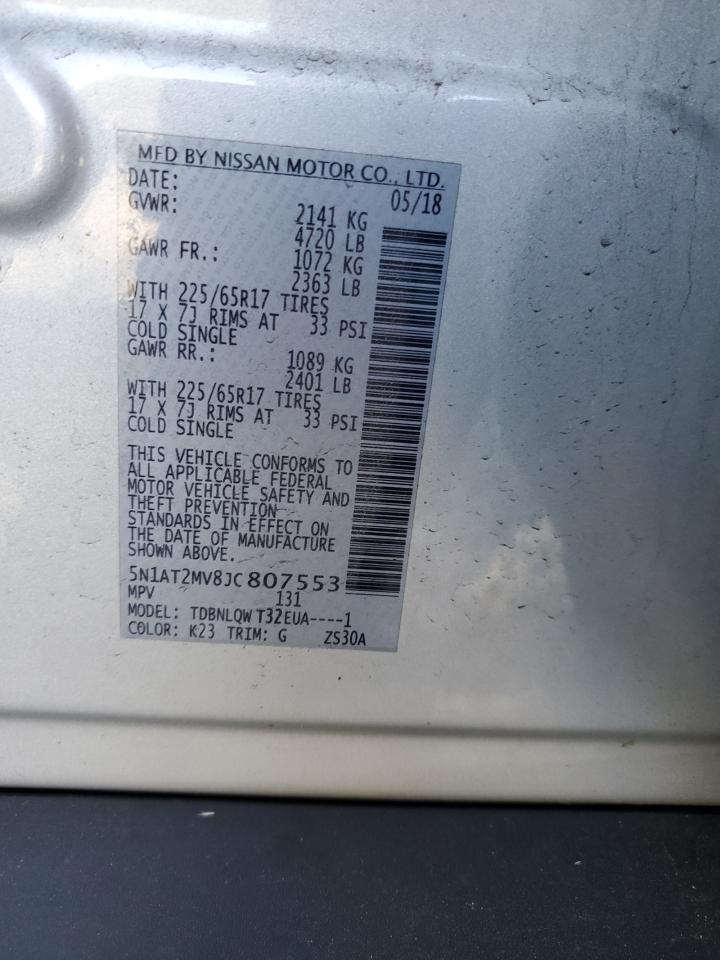 MFD BY NISSAN MOTOR CO., LTD.
DATE: 05/18
GVWR: 2141 KG
4720 LB
GAWR FR.: 1072 KG
2363 LB
WITH 225/65R17 TIRES
17 X 7J RIMS AT 33 PSI
COLD SINGLE
GAWR RR.: 1089 KG
2401 LB
WITH 225/65R17 TIRES
17 X 7J RIMS AT 33 PSI
COLD SINGLE
THIS VEHICLE CONFORMS TO
ALL APPLICABLE FEDERAL
MOTOR VEHICLE SAFETY AND
THEFT PREVENTION
STANDARDS IN EFFECT ON
THE DATE OF MANUFACTURE
SHOWN ABOVE.
5N1AT2MV8JC807553
MPV 131
MODEL: TDBNLQW T32EUA----1
COLOR: K23 TRIM: G ZS30A